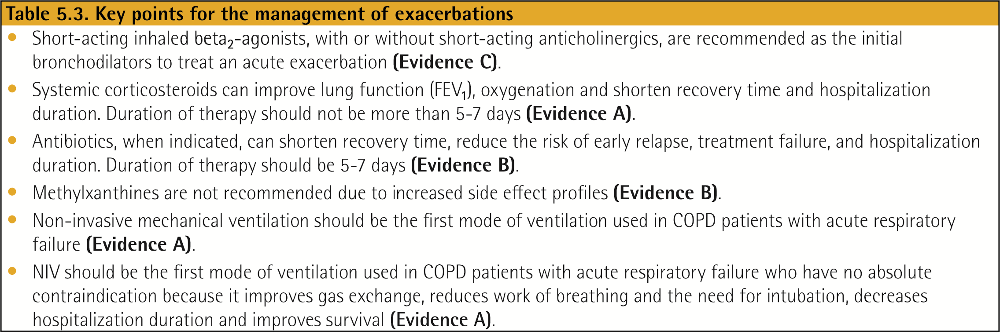 Table 5.3. Key points for the management of exacerbations
• Short-acting inhaled beta₂-agonists, with or without short-acting anticholinergics, are recommended as the initial
bronchodilators to treat an acute exacerbation (Evidence C).
• Systemic corticosteroids can improve lung function (FEV₁), oxygenation and shorten recovery time and hospitalization
duration. Duration of therapy should not be more than 5-7 days (Evidence A).
• Antibiotics, when indicated, can shorten recovery time, reduce the risk of early relapse, treatment failure, and hospitalization
duration. Duration of therapy should be 5-7 days (Evidence B).
• Methylxanthines are not recommended due to increased side effect profiles (Evidence B).
• Non-invasive mechanical ventilation should be the first mode of ventilation used in COPD patients with acute respiratory
failure (Evidence A).
• NIV should be the first mode of ventilation used in COPD patients with acute respiratory failure who have no absolute
contraindication because it improves gas exchange, reduces work of breathing and the need for intubation, decreases
hospitalization duration and improves survival (Evidence A).